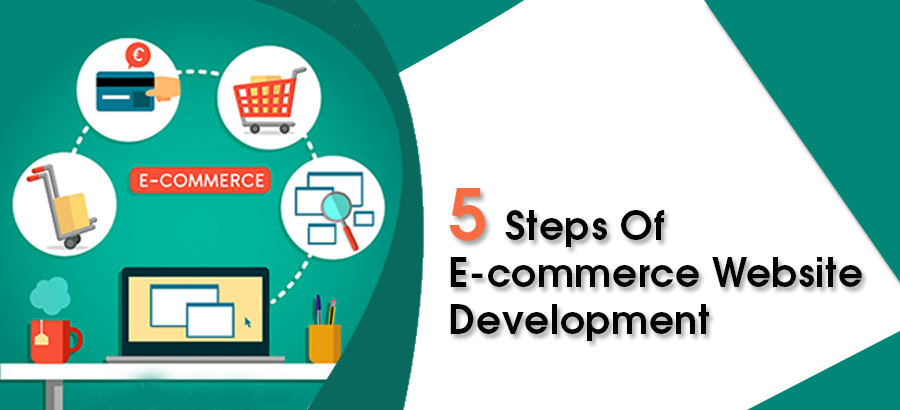 €
E-COMMERCE
5 Steps Of
E-commerce Website
Development